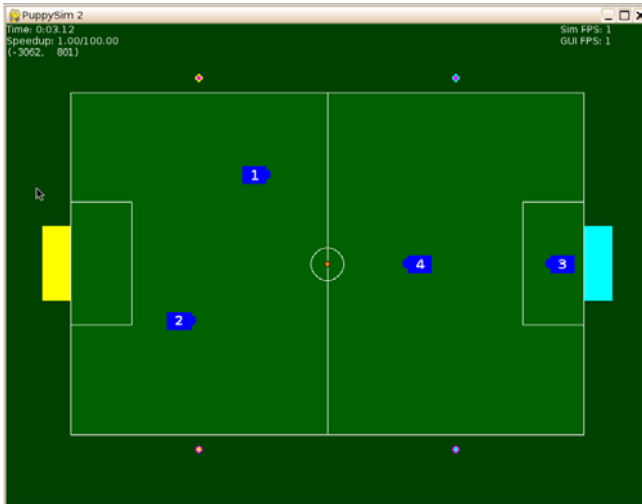 PuppySim 2
Time: 0:03.12
Sim FPS: 1
Speedup: 1.00/100.00
GUI FPS: 1
(-3062, 801)
1
4
3
2